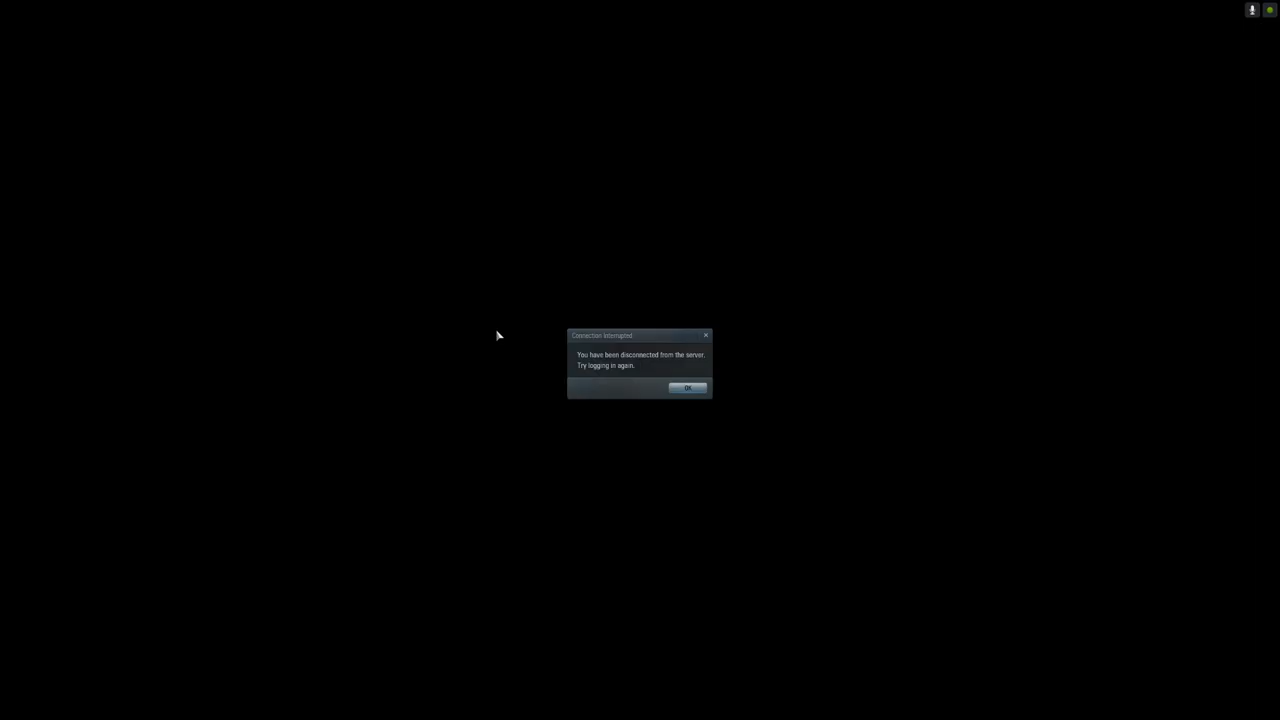 Connection interrupted
You have been disconnected from the server.
Try logging in again.
OK